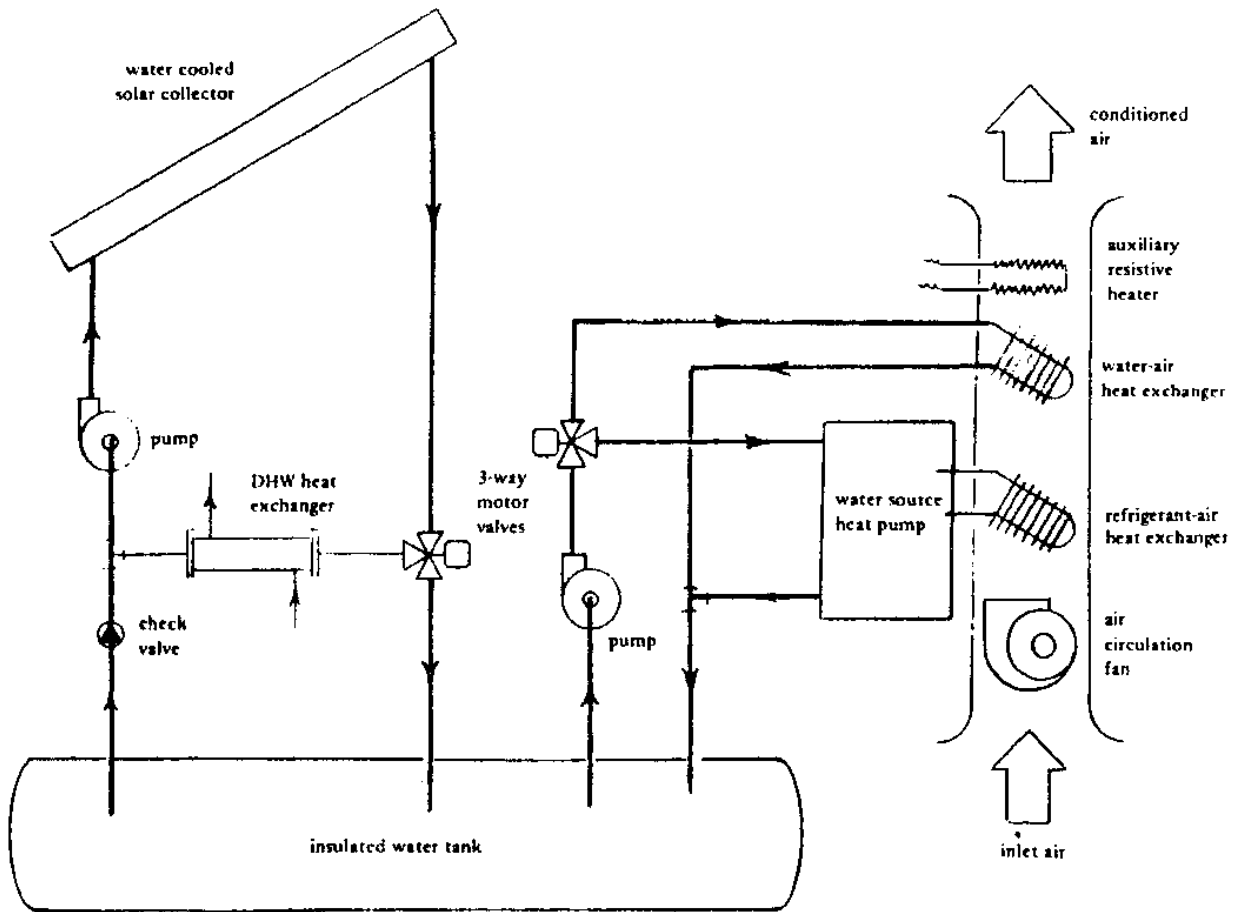 water cooled
solar collector
conditioned
air
auxiliary
resistive
heater
water-air
heat exchanger
pump
DHW heat
exchanger
3-way
motor
valves
water source
heat pump
refrigerant-air
heat exchanger
check
valve
pump
air
circulation
fan
insulated water tank
inlet air